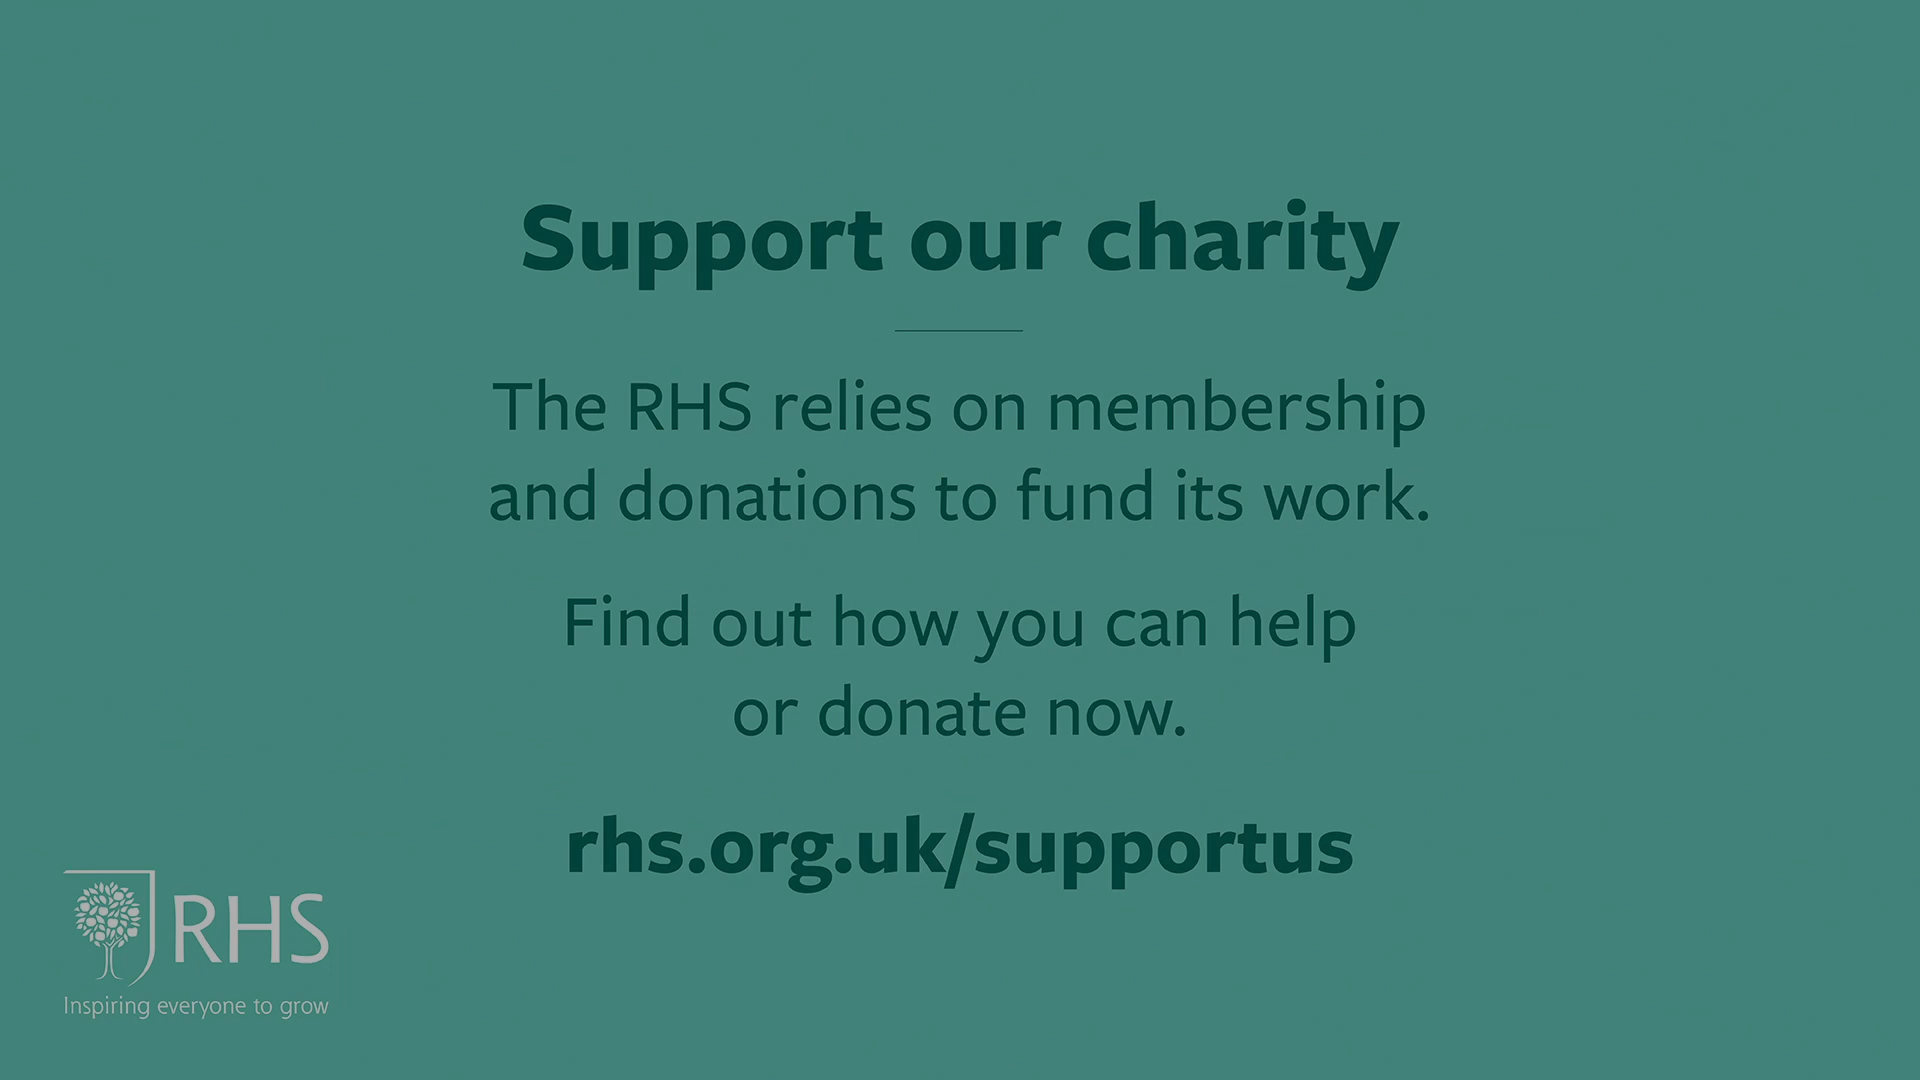 Support our charity
The RHS relies on membership
and donations to fund its work.
Find out how you can help
or donate now.
rhs.org.uk/supportus
RHS
Inspiring everyone to grow